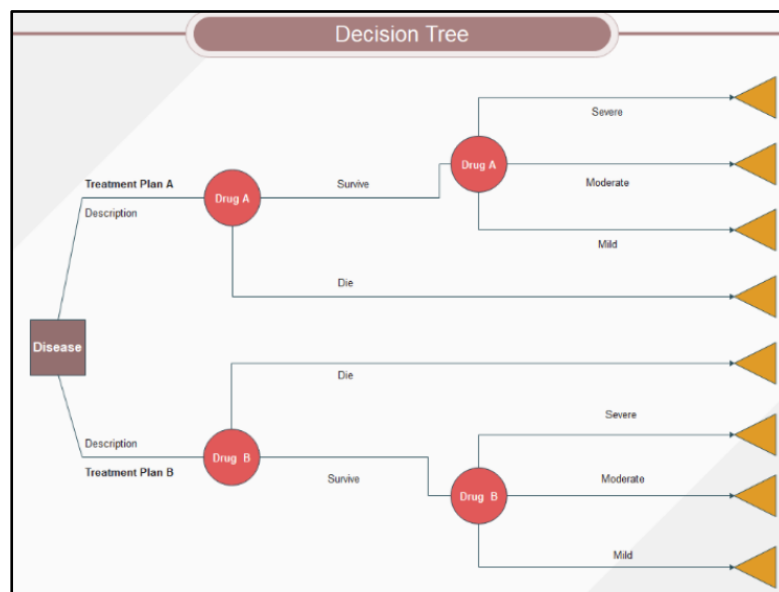 Decision Tree
Severe
Drug A
Moderate
Mild
Treatment Plan A
Description
Drug A
Survive
Die
Disease
Die
Description
Treatment Plan B
Drug B
Survive
Severe
Drug B
Moderate
Mild